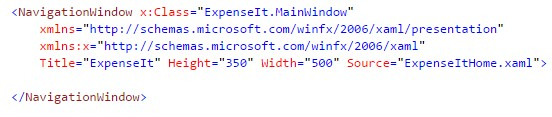 <NavigationWindow x:Class="ExpenseIt.MainWindow"
xmlns="http://schemas.microsoft.com/winfx/2006/xaml/presentation"
xmlns:x="http://schemas.microsoft.com/winfx/2006/xaml"
Title="ExpenseIt" Height="350" Width="500" Source="ExpenseItHome.xaml">
</NavigationWindow>